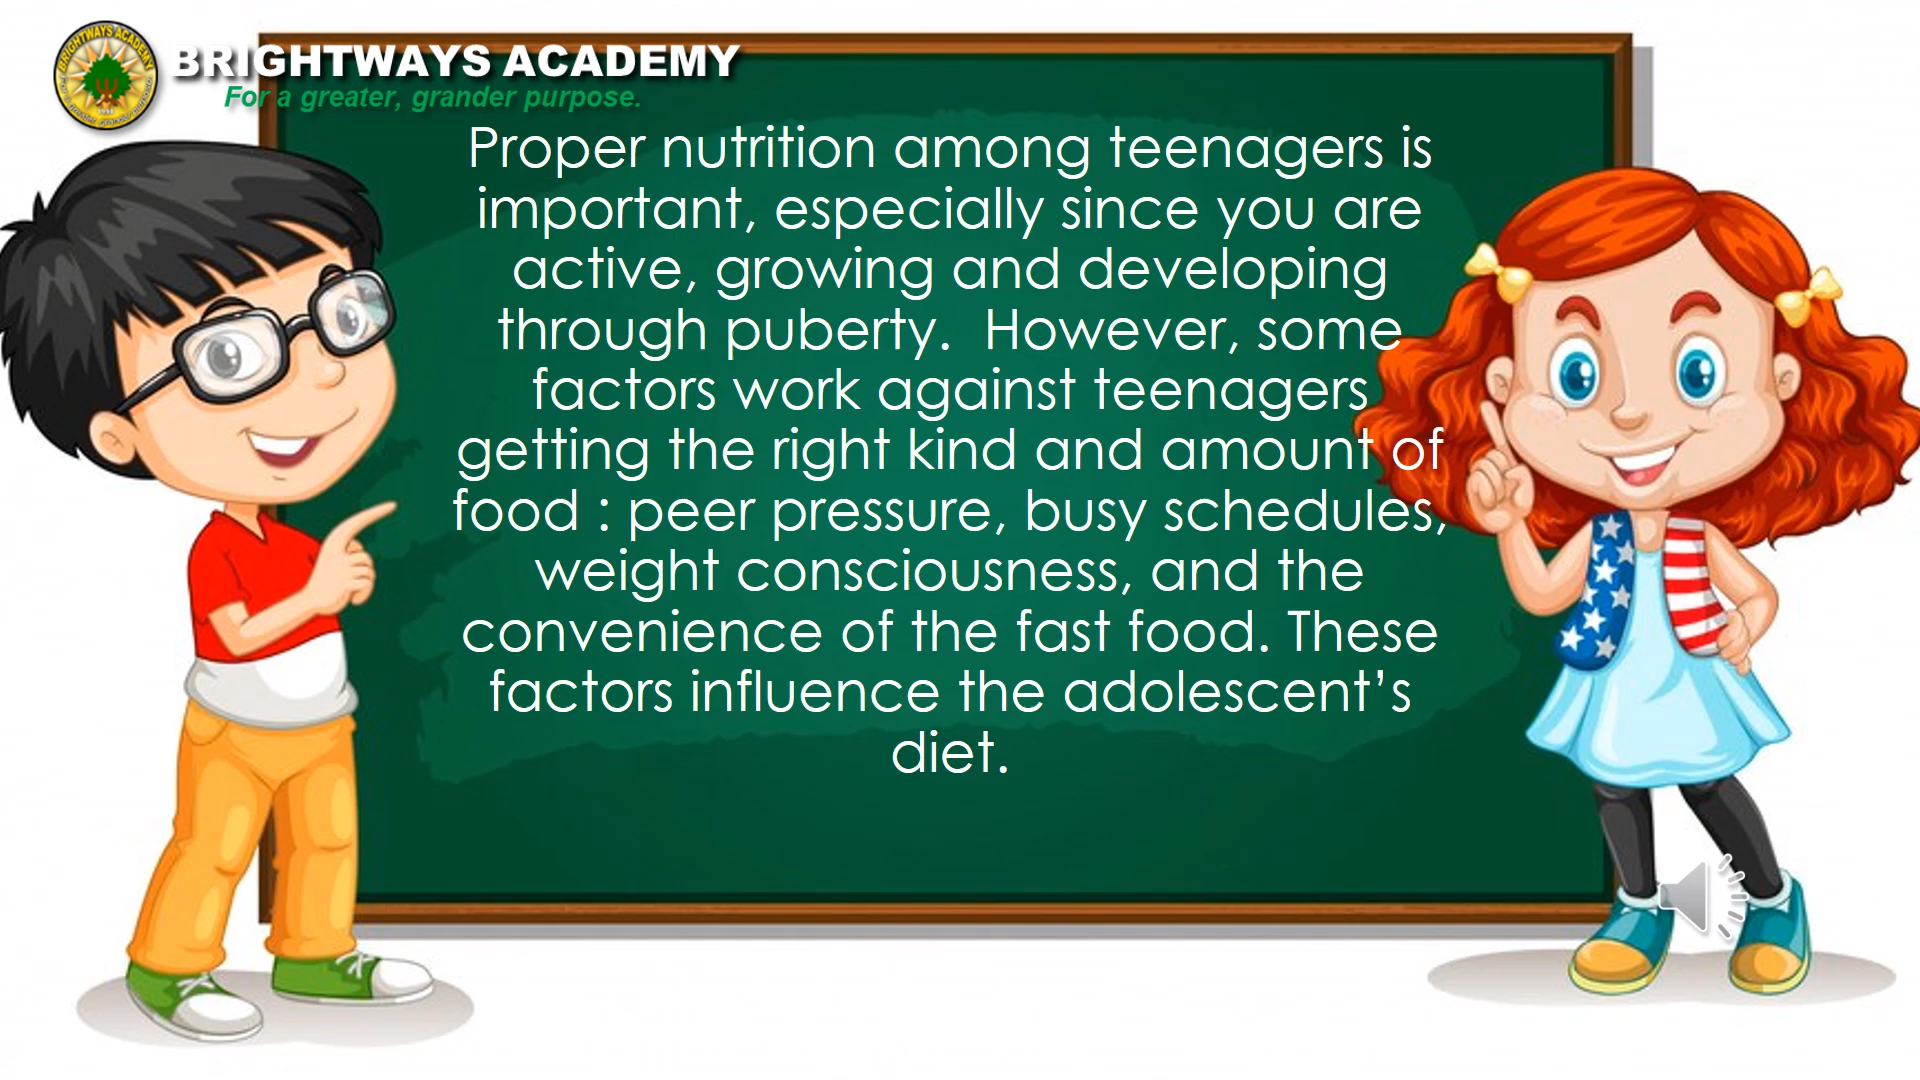 BRIGHTWAYS ACADEMY
BRIGHTWAYS ACADEMY
For a greater, grander purpose.
Proper nutrition among teenagers is
important, especially since you are
active, growing and developing
through puberty.  However, some
factors work against teenagers
getting the right kind and amount of
food : peer pressure, busy schedules,
weight consciousness, and the
convenience of the fast food. These
factors influence the adolescent’s
diet.